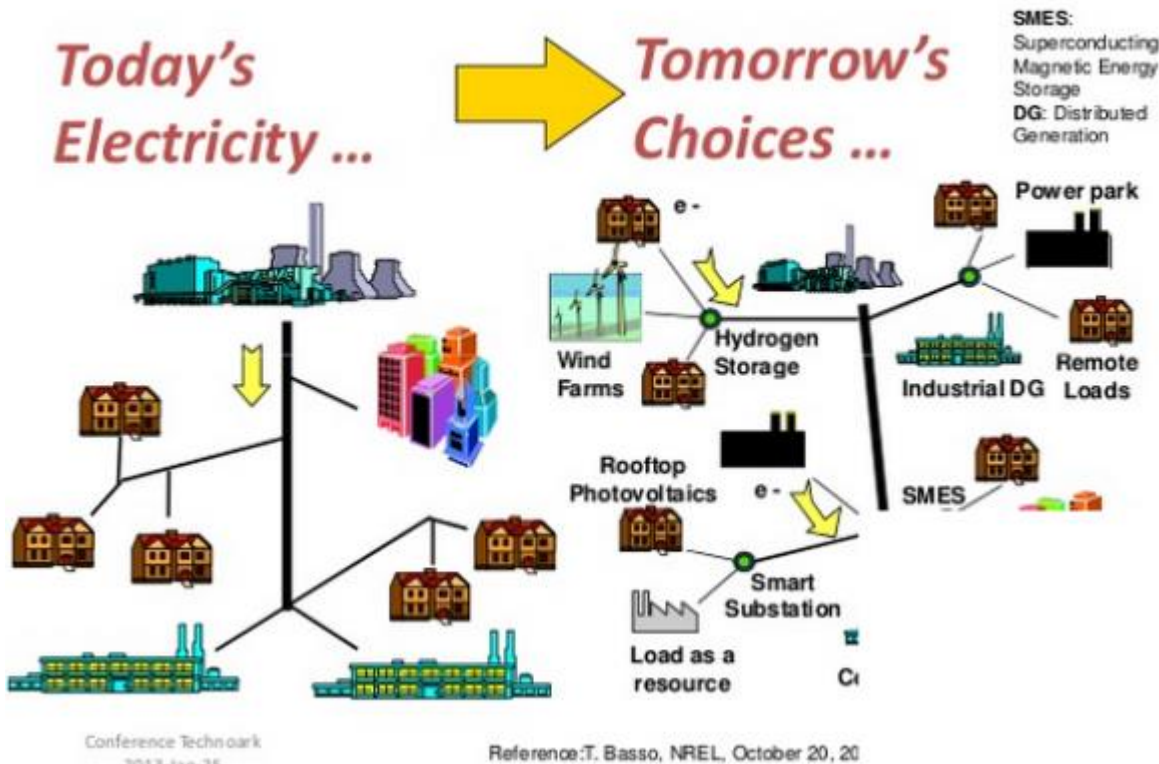 Today's
Electricity ...
Tomorrow's
Choices ...
SMES:
Superconducting
Magnetic Energy
Storage
DG: Distributed
Generation
e -
Power park
Wind
Farms
Hydrogen
Storage
Industrial DG
Remote
Loads
Rooftop
Photovoltaics
e -
SMES
Smart
Substation
Load as a
resource
Conference Technoark
Reference:T. Basso, NREL, October 20, 20